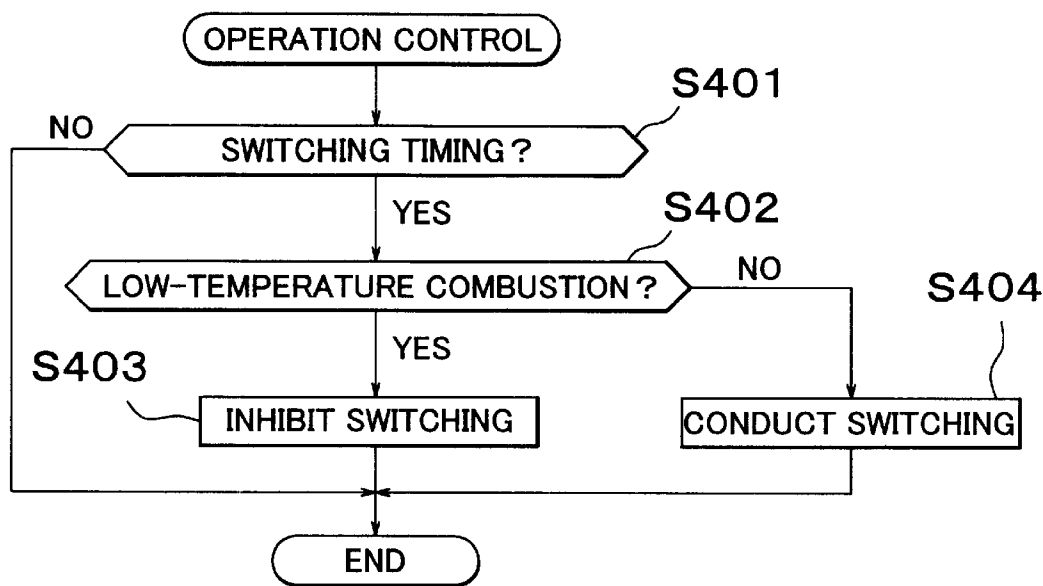 OPERATION CONTROL
S401
NO
SWITCHING TIMING?
YES
S402
LOW-TEMPERATURE COMBUSTION?
NO
S404
YES
S403
INHIBIT SWITCHING
CONDUCT SWITCHING
END